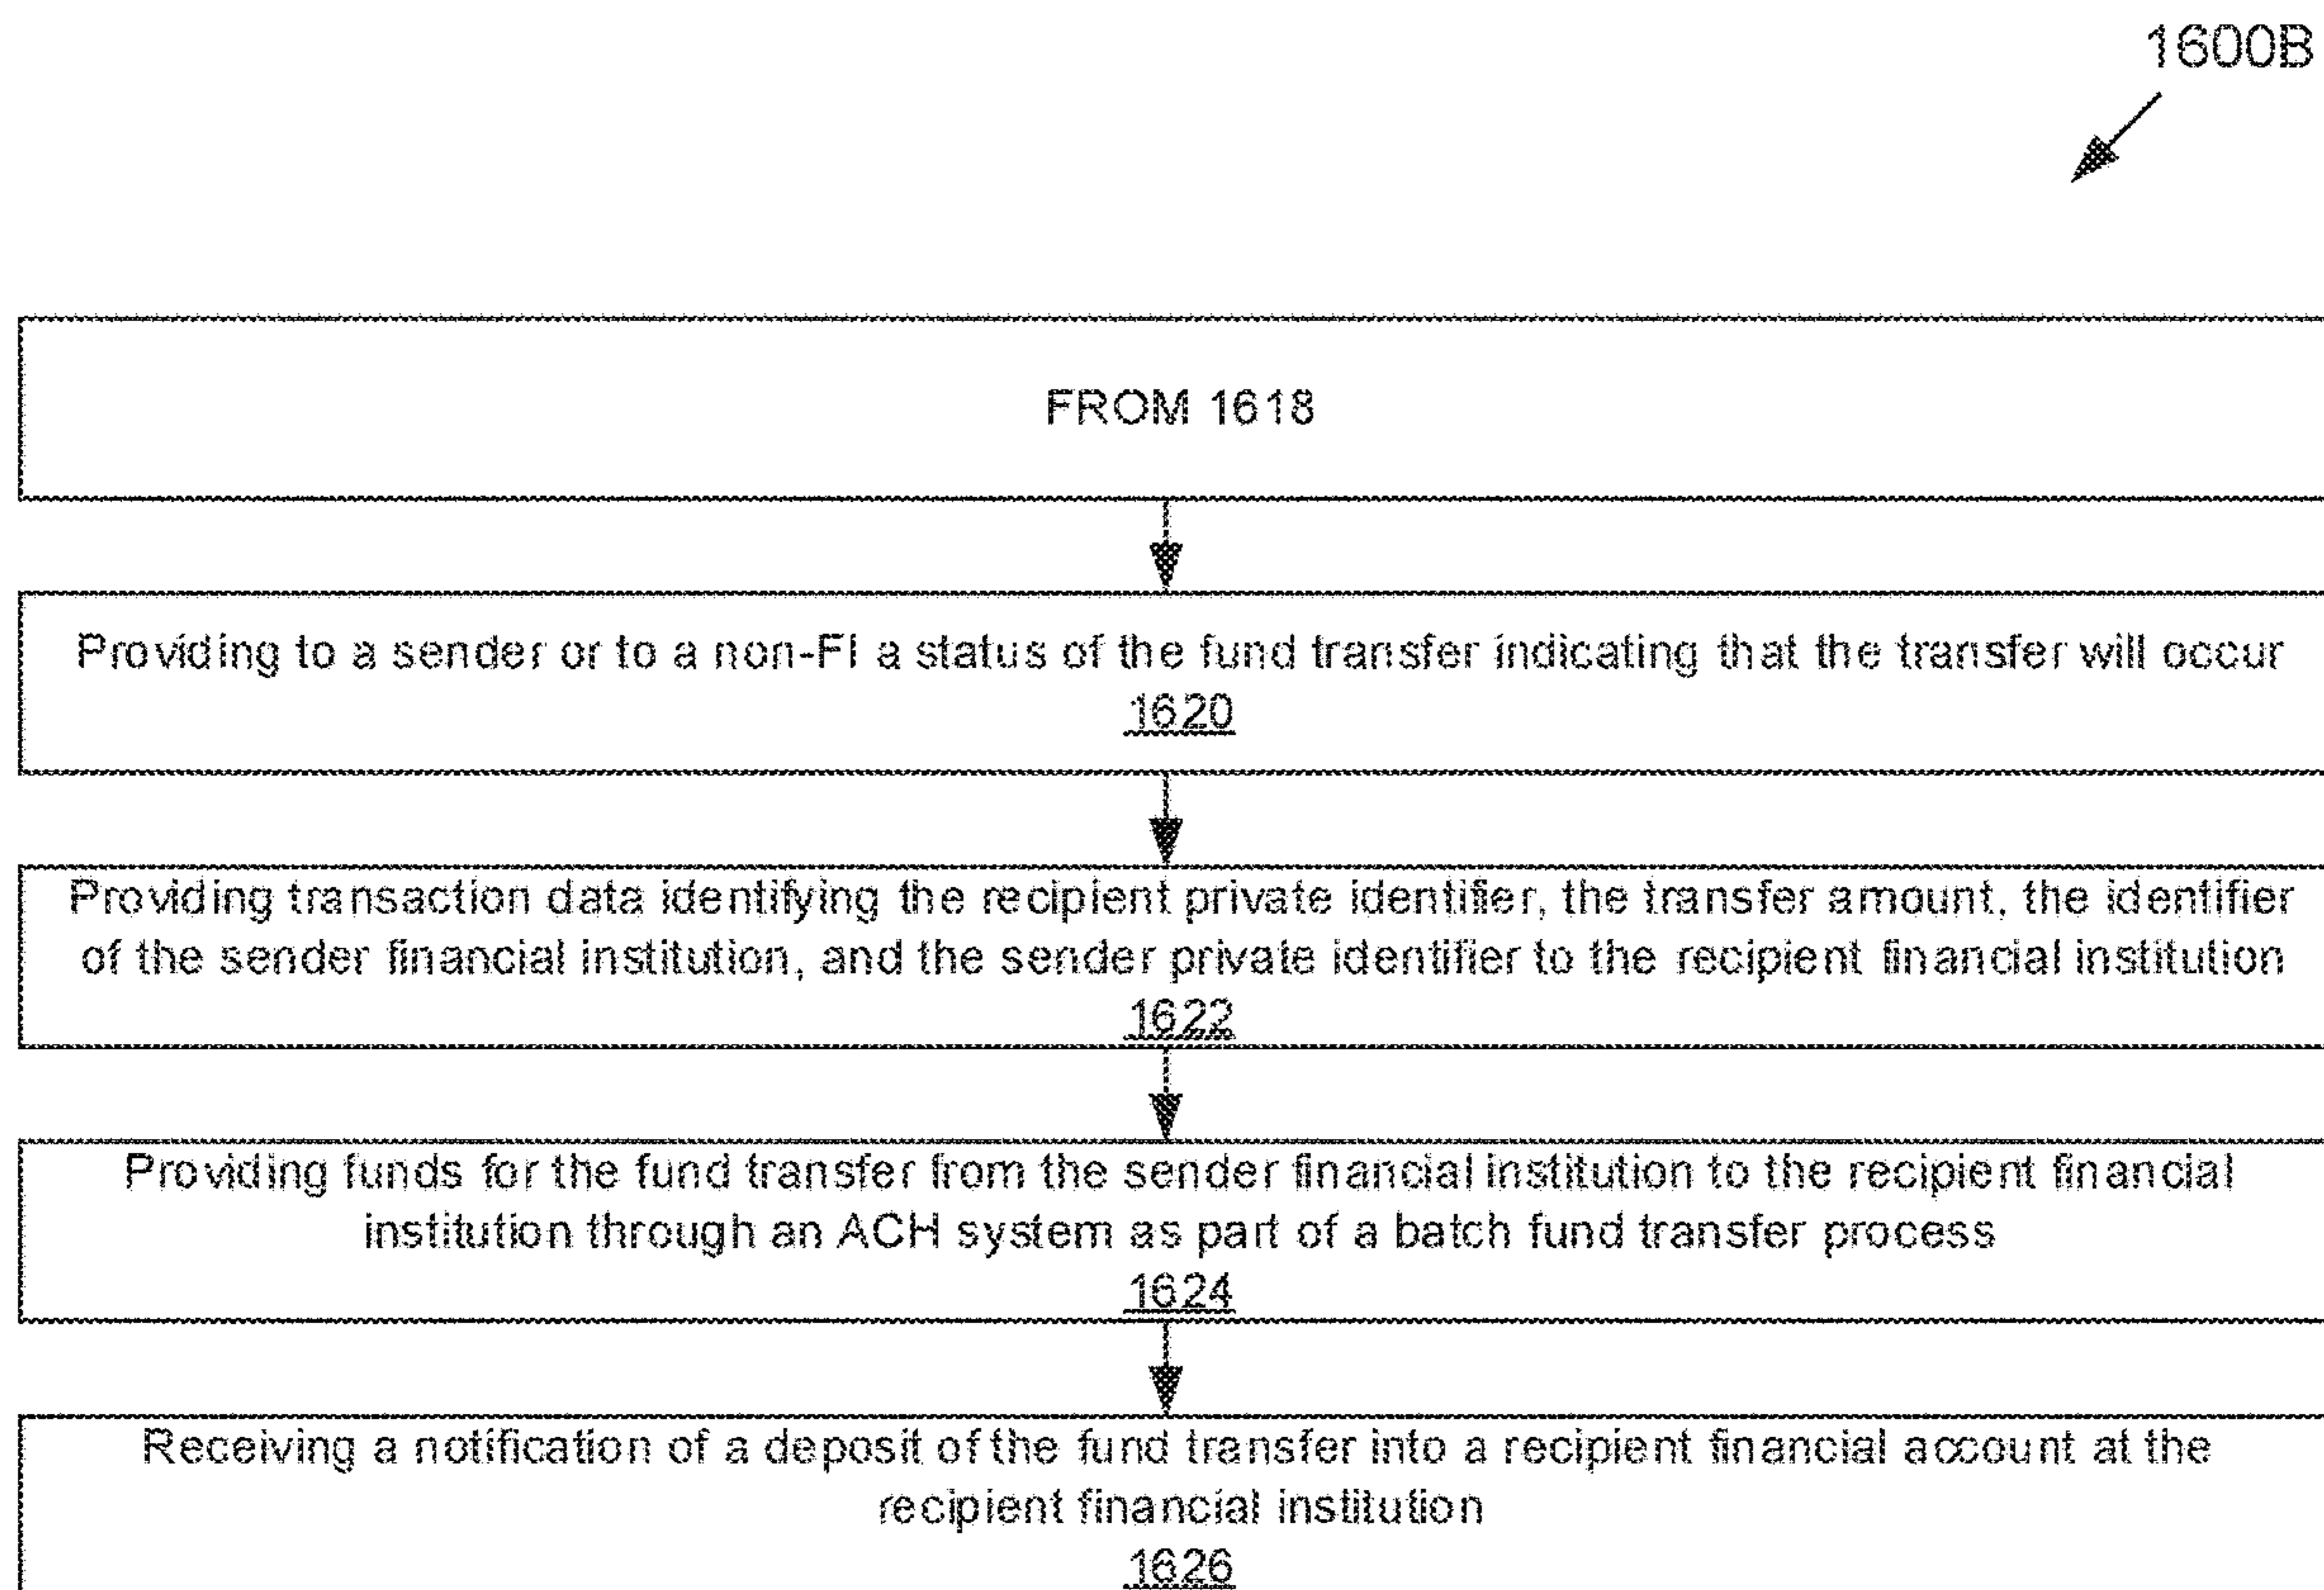 1600B
FROM 1618
Providing to a sender or to a non-FI a status of the fund transfer indicating that the transfer will occur
1620
Providing transaction data identifying the recipient private identifier, the transfer amount, the identifier
of the sender financial institution, and the sender private identifier to the recipient financial institution
1622
Providing funds for the fund transfer from the sender financial institution to the recipient financial
institution through an ACH system as part of a batch fund transfer process
1624
Receiving a notification of a deposit of the fund transfer into a recipient financial account at the
recipient financial institution
1626